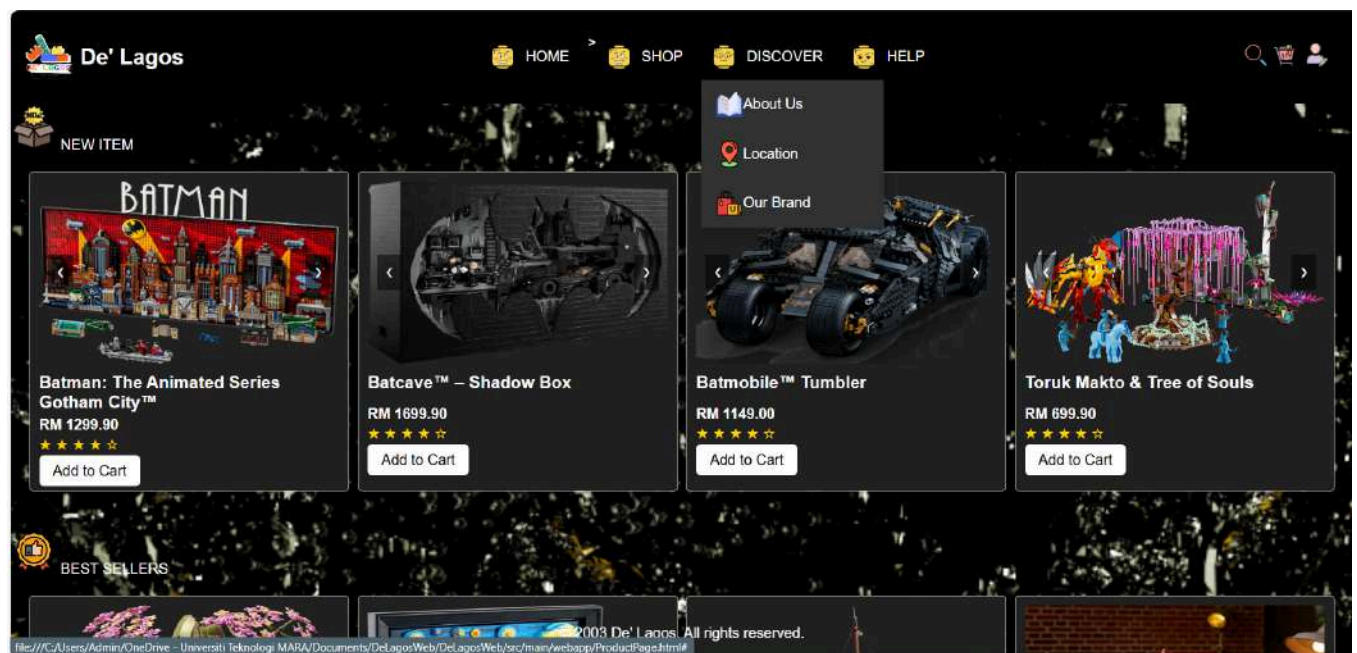 De' Lagos
HOME
>
SHOP
DISCOVER
HELP
About Us
Location
Our Brand
NEW ITEM
BATMAN
‹ ›
‹ ›
‹ ›
‹ ›
Batman: The Animated Series
Gotham City™
RM 1299.90
★★★★☆
Add to Cart
Batcave™ – Shadow Box
RM 1699.90
★★★★☆
Add to Cart
Batmobile™ Tumbler
RM 1149.00
★★★★☆
Add to Cart
Toruk Makto & Tree of Souls
RM 699.90
★★★★☆
Add to Cart
BEST SELLERS
2003 De' Lagos. All rights reserved.
file:///C:/Users/Admin/OneDrive - Universiti Teknologi MARA/Documents/DeLagosWeb/DeLagosWeb/src/main/webapp/ProductPage.html#